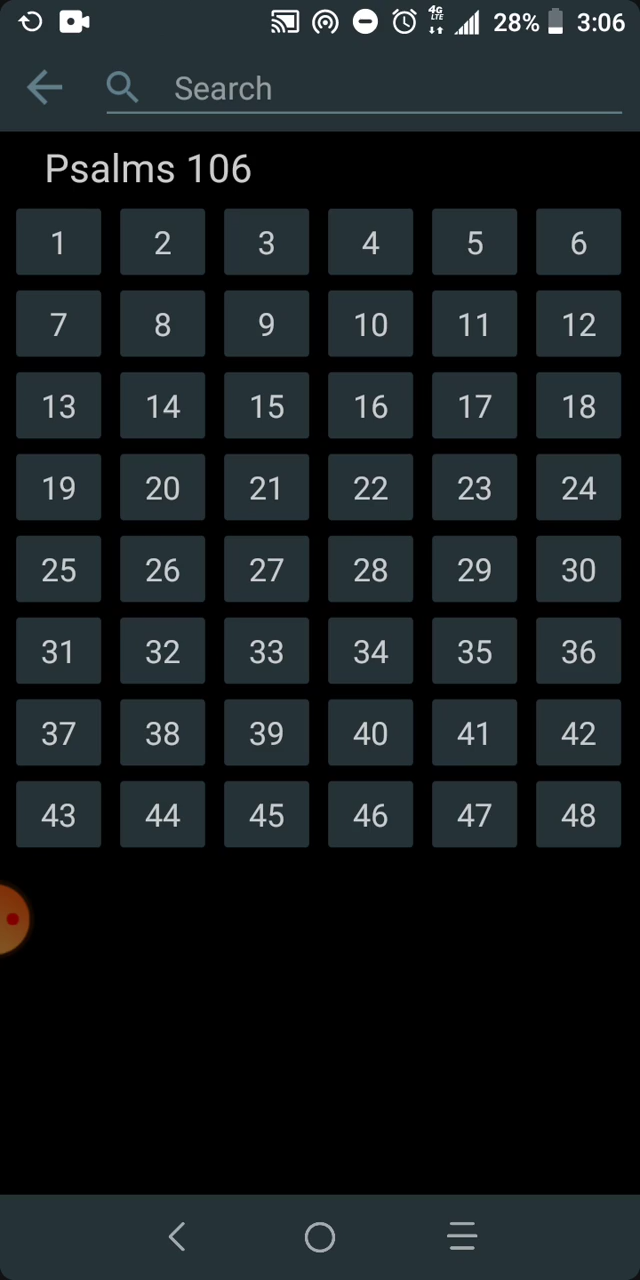 4G LTE 28% 3:06
Search
Psalms 106
1 2 3 4 5 6
7 8 9 10 11 12
13 14 15 16 17 18
19 20 21 22 23 24
25 26 27 28 29 30
31 32 33 34 35 36
37 38 39 40 41 42
43 44 45 46 47 48